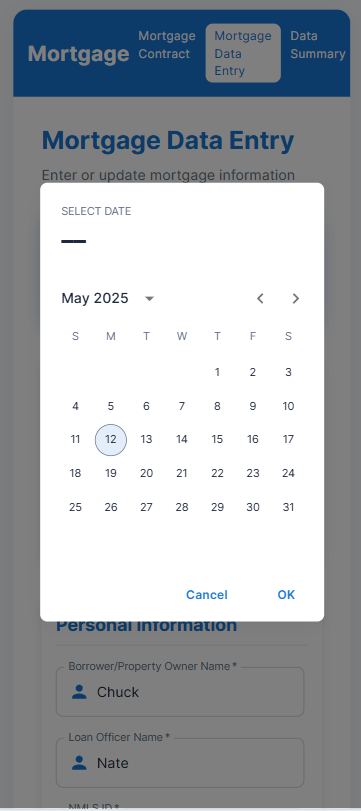 Mortgage
Mortgage
Contract
Mortgage
Data
Entry
Data
Summary
Mortgage Data Entry
Enter or update mortgage information
SELECT DATE
May 2025
S M T W T F S
1 2 3
4 5 6 7 8 9 10
11 12 13 14 15 16 17
18 19 20 21 22 23 24
25 26 27 28 29 30 31
Cancel OK
Personal Information
Borrower/Property Owner Name *
Chuck
Loan Officer Name *
Nate
NMLS ID *